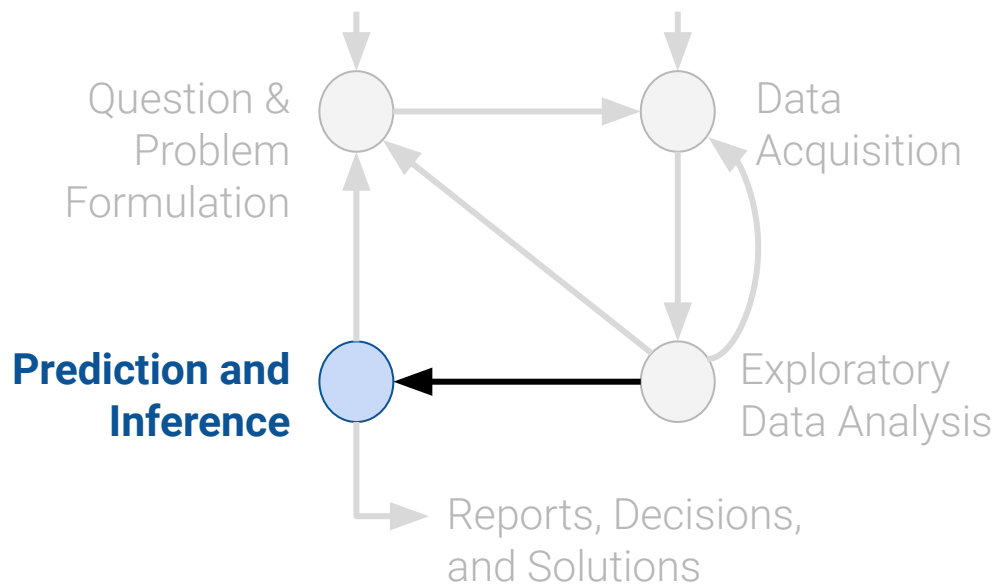 Question &
Problem
Formulation
Data
Acquisition
Prediction and
Inference
Exploratory
Data Analysis
Reports, Decisions,
and Solutions